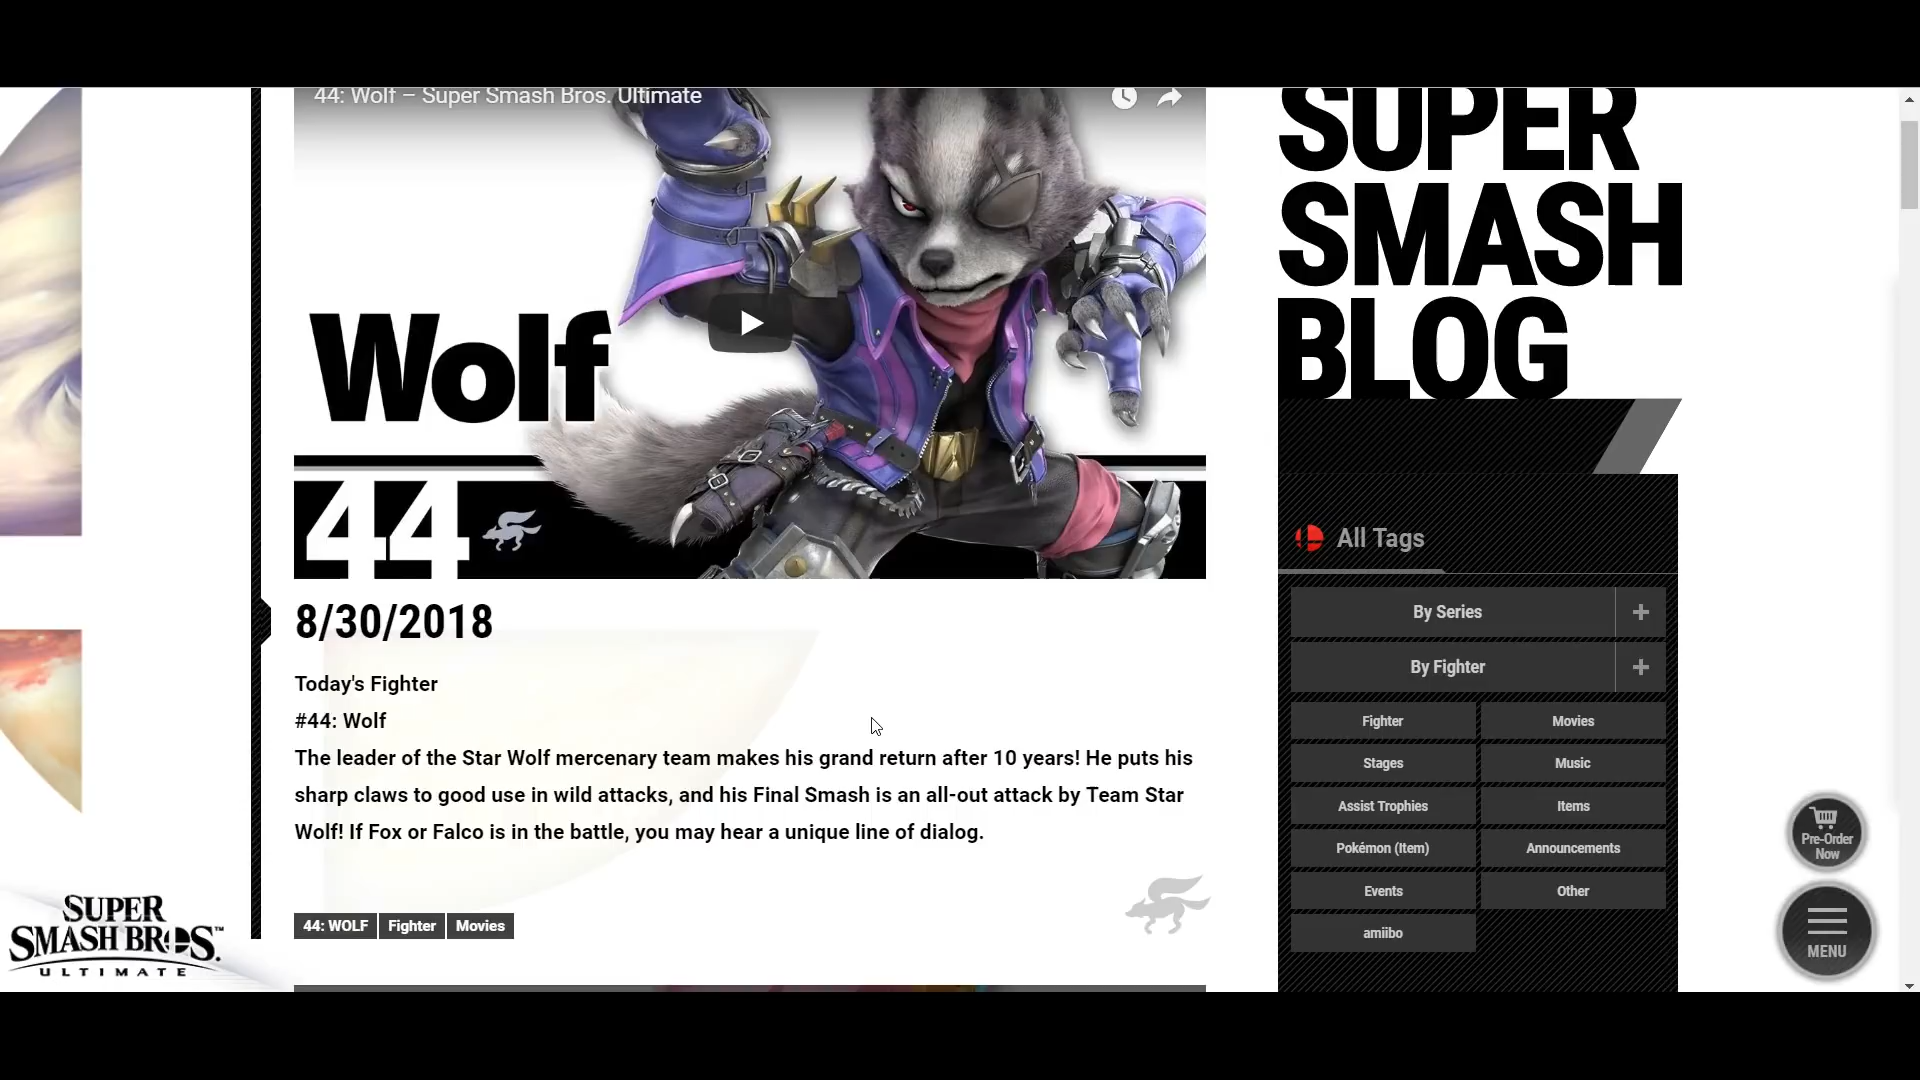 44: Wolf – Super Smash Bros. Ultimate
Wolf
44
8/30/2018
Today's Fighter
#44: Wolf
The leader of the Star Wolf mercenary team makes his grand return after 10 years! He puts his
sharp claws to good use in wild attacks, and his Final Smash is an all-out attack by Team Star
Wolf! If Fox or Falco is in the battle, you may hear a unique line of dialog.
44: WOLF
Fighter
Movies
SUPER
SMASH BROS.™
ULTIMATE
SUPER
SMASH
BLOG
All Tags
By Series +
By Fighter +
Fighter
Movies
Stages
Music
Assist Trophies
Items
Pokémon (Item)
Announcements
Events
Other
amiibo
Pre-Order
Now
MENU